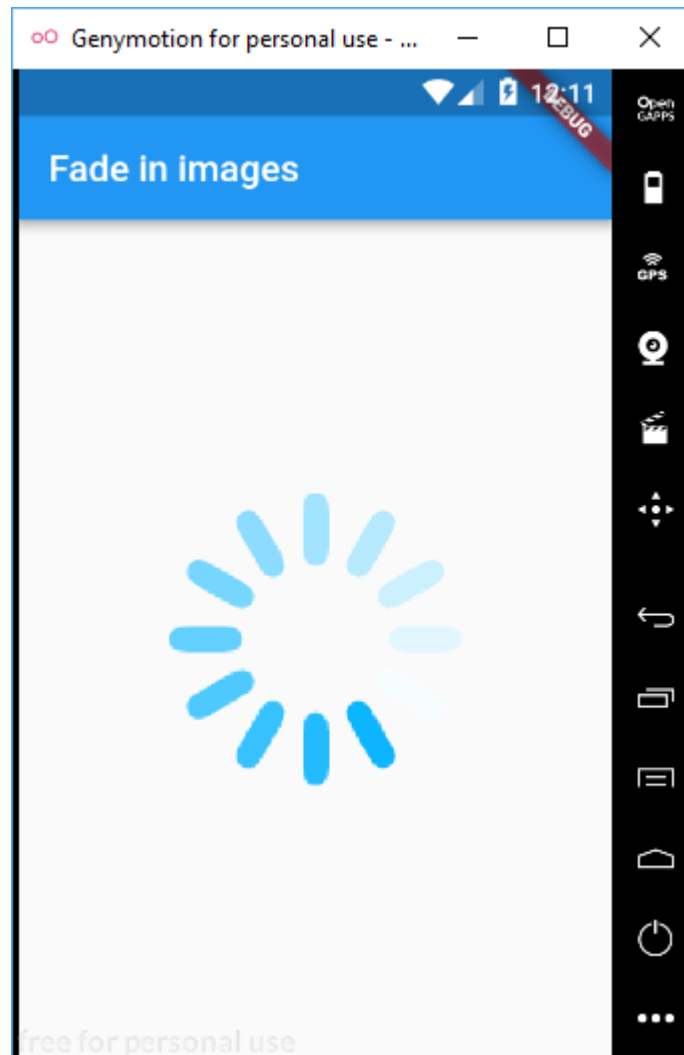 Genymotion for personal use - ...
12:11
DEBUG
Open
GAPPS
Fade in images
GPS
free for personal use